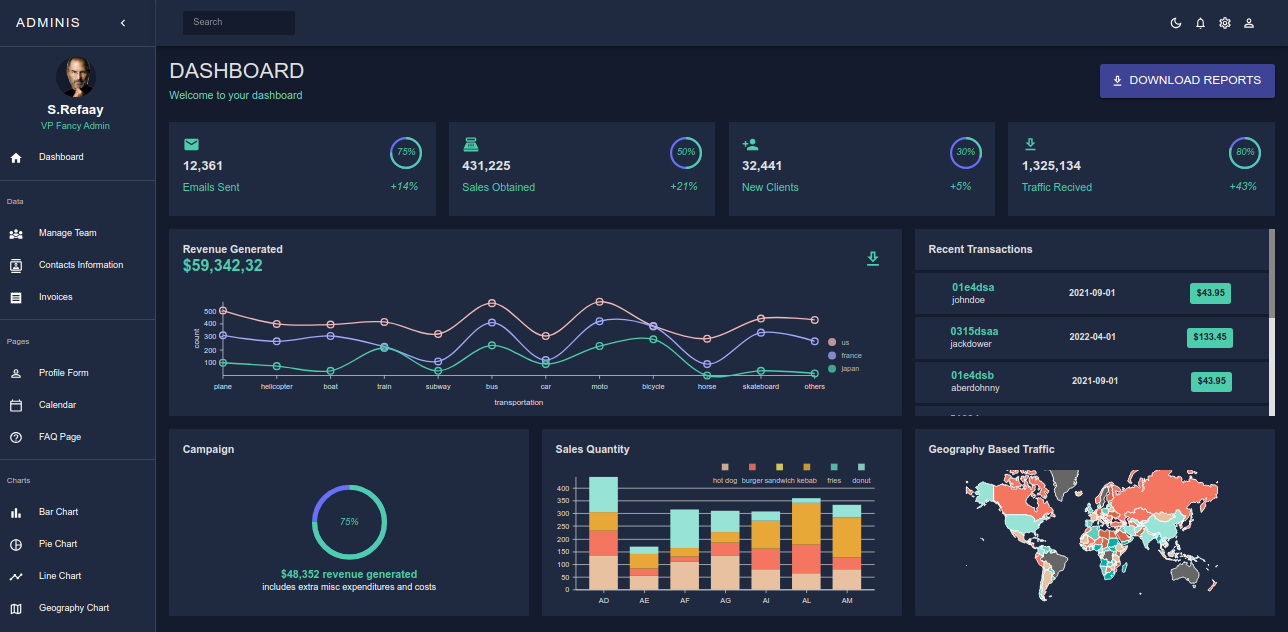 ADMINIS
Search
S.Refaay
VP Fancy Admin
Dashboard
Data
Manage Team
Contacts Information
Invoices
Pages
Profile Form
Calendar
FAQ Page
Charts
Bar Chart
Pie Chart
Line Chart
Geography Chart
DASHBOARD
Welcome to your dashboard
DOWNLOAD REPORTS
12,361
Emails Sent
75%
+14%
431,225
Sales Obtained
50%
+21%
32,441
New Clients
30%
+5%
1,325,134
Traffic Recived
80%
+43%
Revenue Generated
$59,342,32
500
400
300
200
100
count
plane helicopter boat train subway bus car moto bicycle horse skateboard others
transportation
us
france
japan
Recent Transactions
01e4dsa
johndoe
2021-09-01
$43.95
0315dsaa
jackdower
2022-04-01
$133.45
01e4dsb
aberdohnny
2021-09-01
$43.95
Campaign
75%
$48,352 revenue generated
includes extra misc expenditures and costs
Sales Quantity
hot dog burger sandwich kebab fries donut
400
350
300
250
200
150
100
50
0
AD AE AF AG AI AL AM
Geography Based Traffic